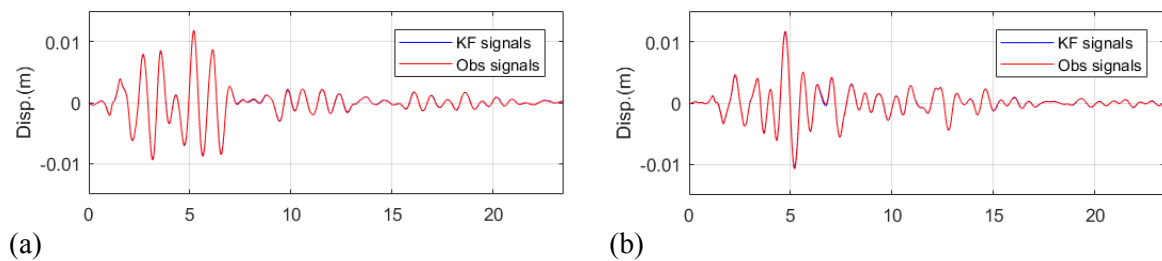 0.01
0
-0.01
Disp.(m)
KF signals
Obs signals
0 5 10 15 20
(a)
0.01
0
-0.01
Disp.(m)
KF signals
Obs signals
0 5 10 15 20
(b)